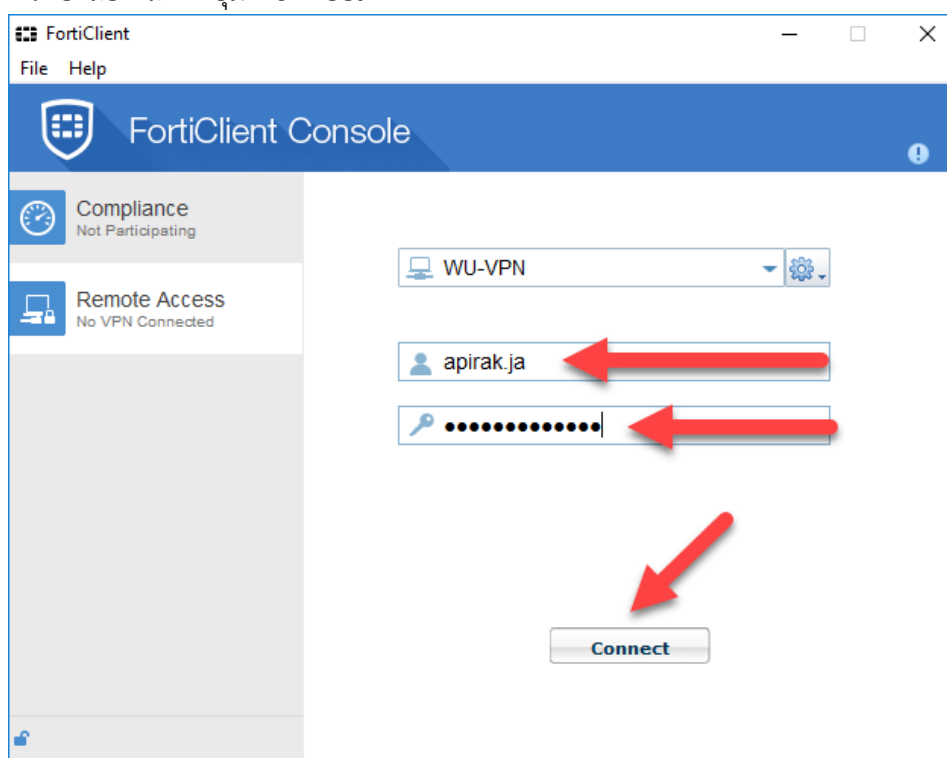 FortiClient
File Help
FortiClient Console
Compliance
Not Participating
Remote Access
No VPN Connected
WU-VPN
apirak.ja
•••••••••••••
Connect